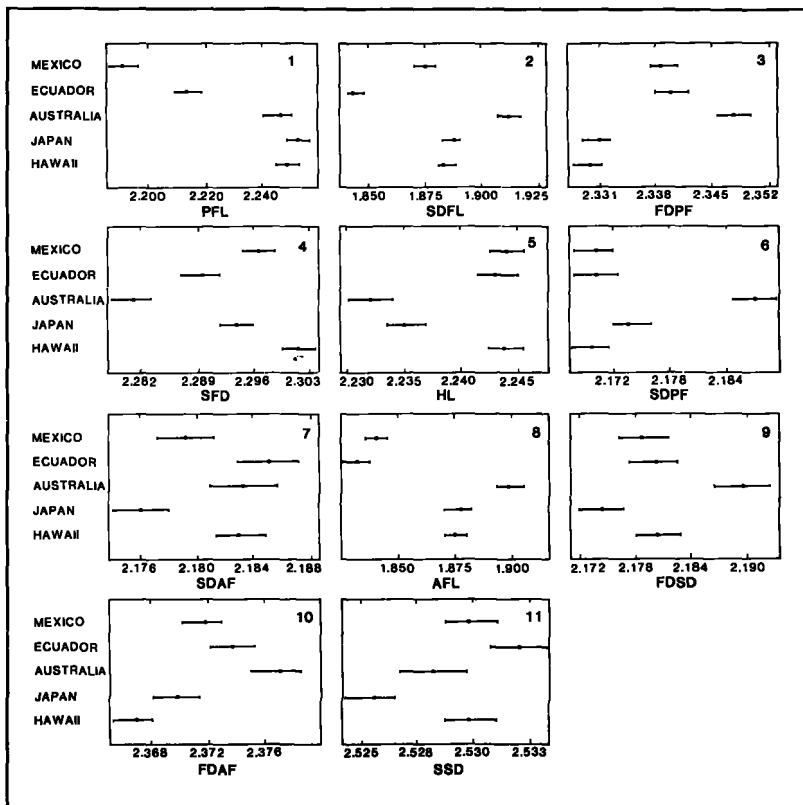 1
MEXICO
ECUADOR
AUSTRALIA
JAPAN
HAWAII
2.200 2.220 2.240
PFL
2
1.850 1.875 1.900 1.925
SDFL
3
2.331 2.338 2.345 2.352
FDPF
4
MEXICO
ECUADOR
AUSTRALIA
JAPAN
HAWAII
2.282 2.289 2.296 2.303
SFD
5
2.230 2.235 2.240 2.245
HL
6
2.172 2.178 2.184
SDPF
7
MEXICO
ECUADOR
AUSTRALIA
JAPAN
HAWAII
2.176 2.180 2.184 2.188
SDAF
8
1.850 1.875 1.900
AFL
9
2.172 2.178 2.184 2.190
FDSD
10
MEXICO
ECUADOR
AUSTRALIA
JAPAN
HAWAII
2.368 2.372 2.376
FDAF
11
2.525 2.528 2.530 2.533
SSD